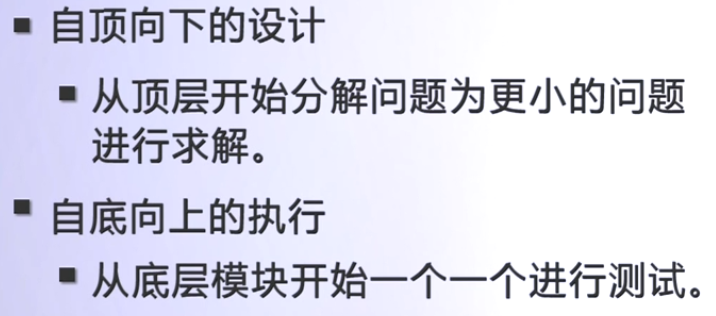 ▪ 自顶向下的设计
▪ 从顶层开始分解问题为更小的问题
进行求解。
▪ 自底向上的执行
▪ 从底层模块开始一个一个进行测试。